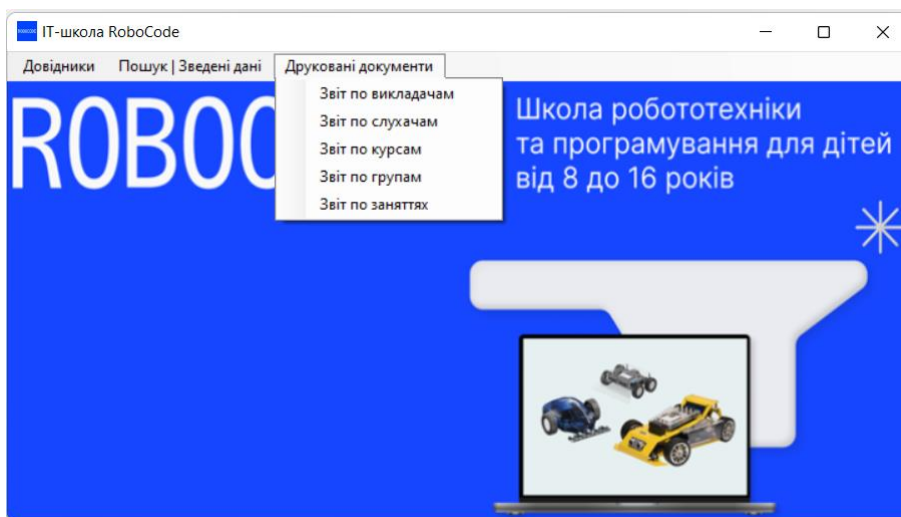 IT-школа RoboCode
Довідники Пошук | Зведені дані Друковані документи
Звіт по викладачам
Звіт по слухачам
Звіт по курсам
Звіт по групам
Звіт по заняттях
ROBOC
Школа робототехніки
та програмування для дітей
від 8 до 16 років